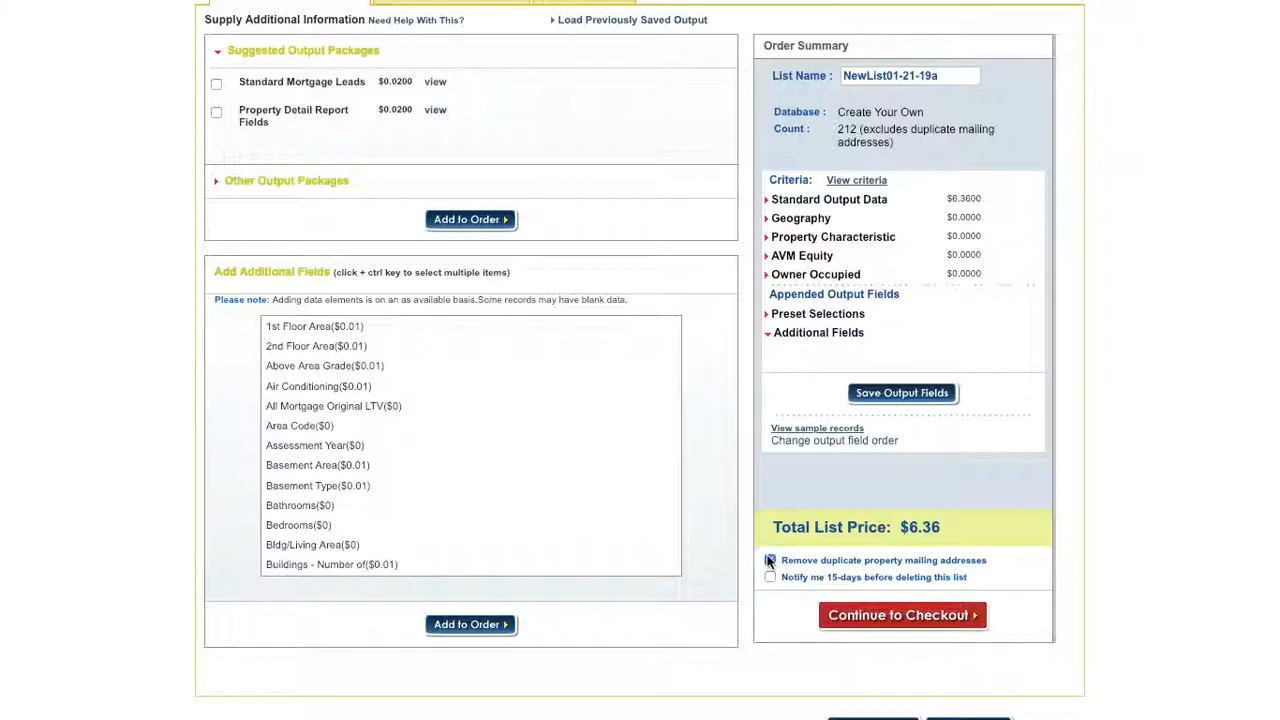 Supply Additional Information Need Help With This?
Load Previously Saved Output
Suggested Output Packages
Standard Mortgage Leads $0.0200 view
Property Detail Report $0.0200 view
Fields
Other Output Packages
Add to Order
Add Additional Fields (click + ctrl key to select multiple items)
Please note: Adding data elements is on an as available basis.Some records may have blank data.
1st Floor Area($0.01)
2nd Floor Area($0.01)
Above Area Grade($0.01)
Air Conditioning($0.01)
All Mortgage Original LTV($0)
Area Code($0)
Assessment Year($0)
Basement Area($0.01)
Basement Type($0.01)
Bathrooms($0)
Bedrooms($0)
Bldg/Living Area($0)
Buildings - Number of($0.01)
Add to Order
Order Summary
List Name : NewList01-21-19a
Database : Create Your Own
Count : 212 (excludes duplicate mailing
addresses)
Criteria: View criteria
Standard Output Data $6.3600
Geography $0.0000
Property Characteristic $0.0000
AVM Equity $0.0000
Owner Occupied $0.0000
Appended Output Fields
Preset Selections
Additional Fields
Save Output Fields
View sample records
Change output field order
Total List Price: $6.36
Remove duplicate property mailing addresses
Notify me 15-days before deleting this list
Continue to Checkout